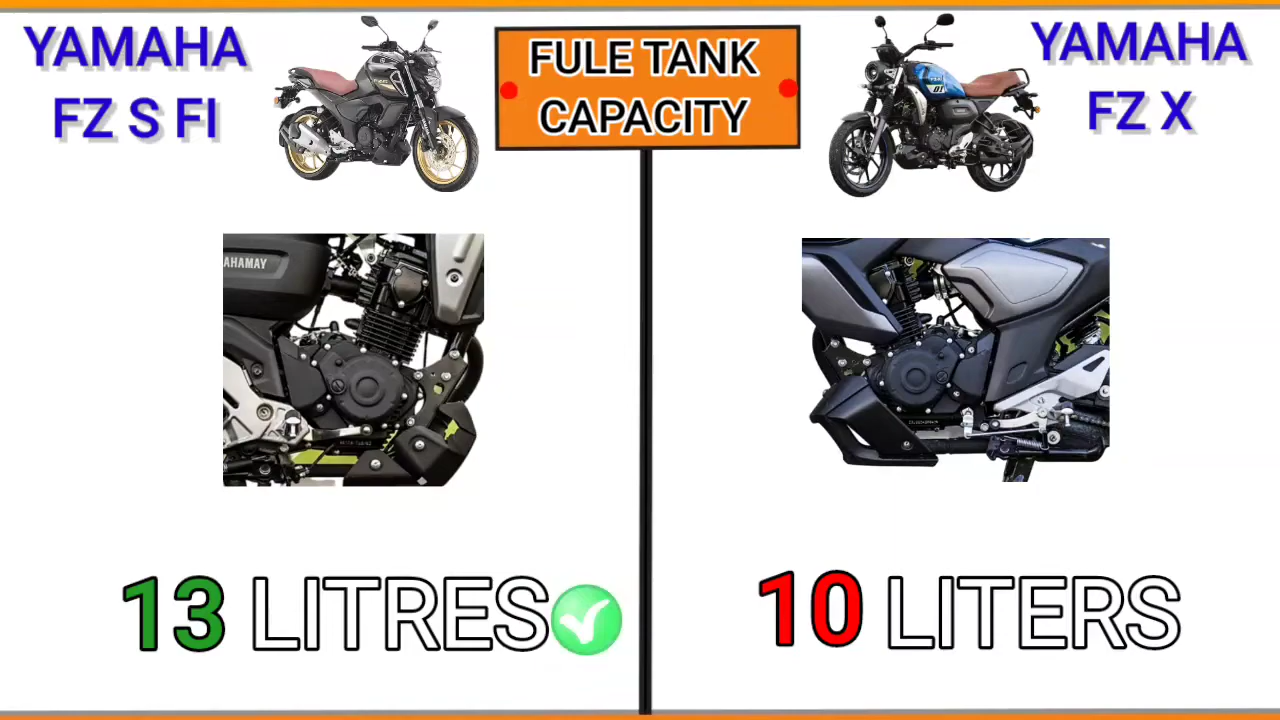 YAMAHA
FZ S FI
FULE TANK
CAPACITY
YAMAHA
FZ X
AHAMAY
13 LITRES
10 LITERS